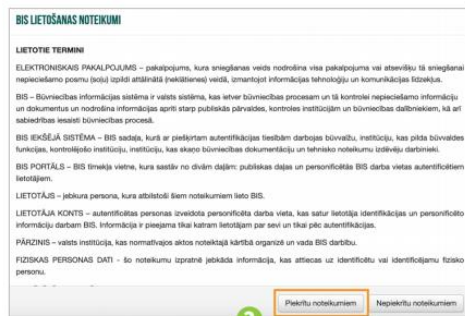 BIS LIETOŠANAS NOTEIKUMI
LIETOTIE TERMINI
ELEKTRONISKAIS PAKALPOJUMS – pakalpojums, kura sniegšanas veids nodrošina visa pakalpojuma vai atsevišķu tā sniegšanai
nepieciešamo posmu (soļu) izpildi attālinātā (neklātienes) veidā, izmantojot informācijas tehnoloģiju un komunikācijas līdzekļus.
BIS – Būvniecības informācijas sistēma ir valsts sistēma, kas ietver būvniecības procesam un tā kontrolei nepieciešamo informāciju
un dokumentus un nodrošina informācijas apriti starp publiskās pārvaldes, kontroles institūcijām un būvniecības dalībniekiem, kā arī
sabiedrības iesaisti būvniecības procesā.
BIS IEKŠĒJĀ SISTĒMA – BIS sadaļa, kurā ar piešķirtam autentifikācijas tiesībām darbojas būvvalžu, institūciju, kas pilda būvvaldes
funkcijas, kontrolējošo institūciju, institūciju, kas skaņo būvniecības dokumentāciju un tehnisko noteikumu izdevēju darbinieki.
BIS PORTĀLS – BIS tīmekļa vietne, kura sastāv no divām daļām: publiskas daļas un personificētās BIS darba vietas autentificētiem
lietotājiem.
LIETOTĀJS – jebkura persona, kura atbilstoši šiem noteikumiem lieto BIS.
LIETOTĀJA KONTS – autentificētas personas izveidota personificēta darba vieta, kas satur lietotāja identifikācijas un personificēto
informāciju darbam BIS. Informācija ir pieejama tikai katram lietotājam par sevi un tikai pēc autentifikācijas.
PĀRZINIS – valsts institūcija, kas normatīvajos aktos noteiktajā kārtībā organizē un vada BIS darbību.
FIZISKAS PERSONAS DATI - šo noteikumu izpratnē jebkāda informācija, kas attiecas uz identificētu vai identificējamu fizisko
personu.
Piekrītu noteikumiem Nepiekrītu noteikumiem